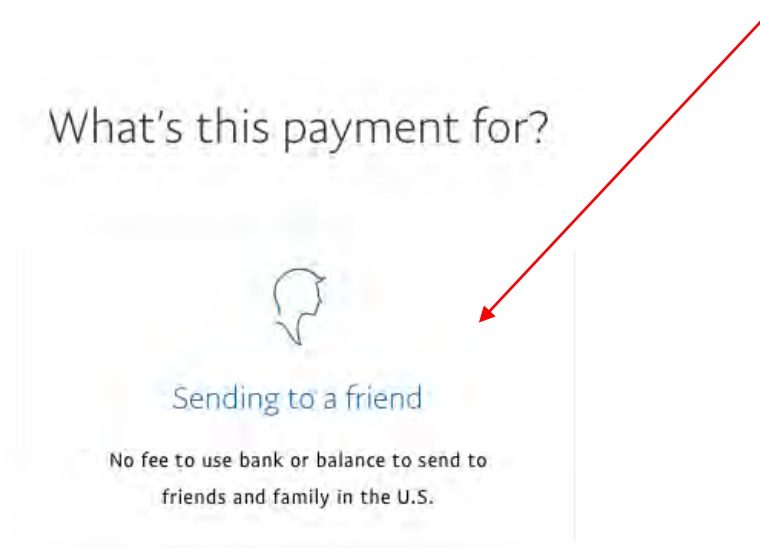 What's this payment for?
Sending to a friend
No fee to use bank or balance to send to
friends and family in the U.S.